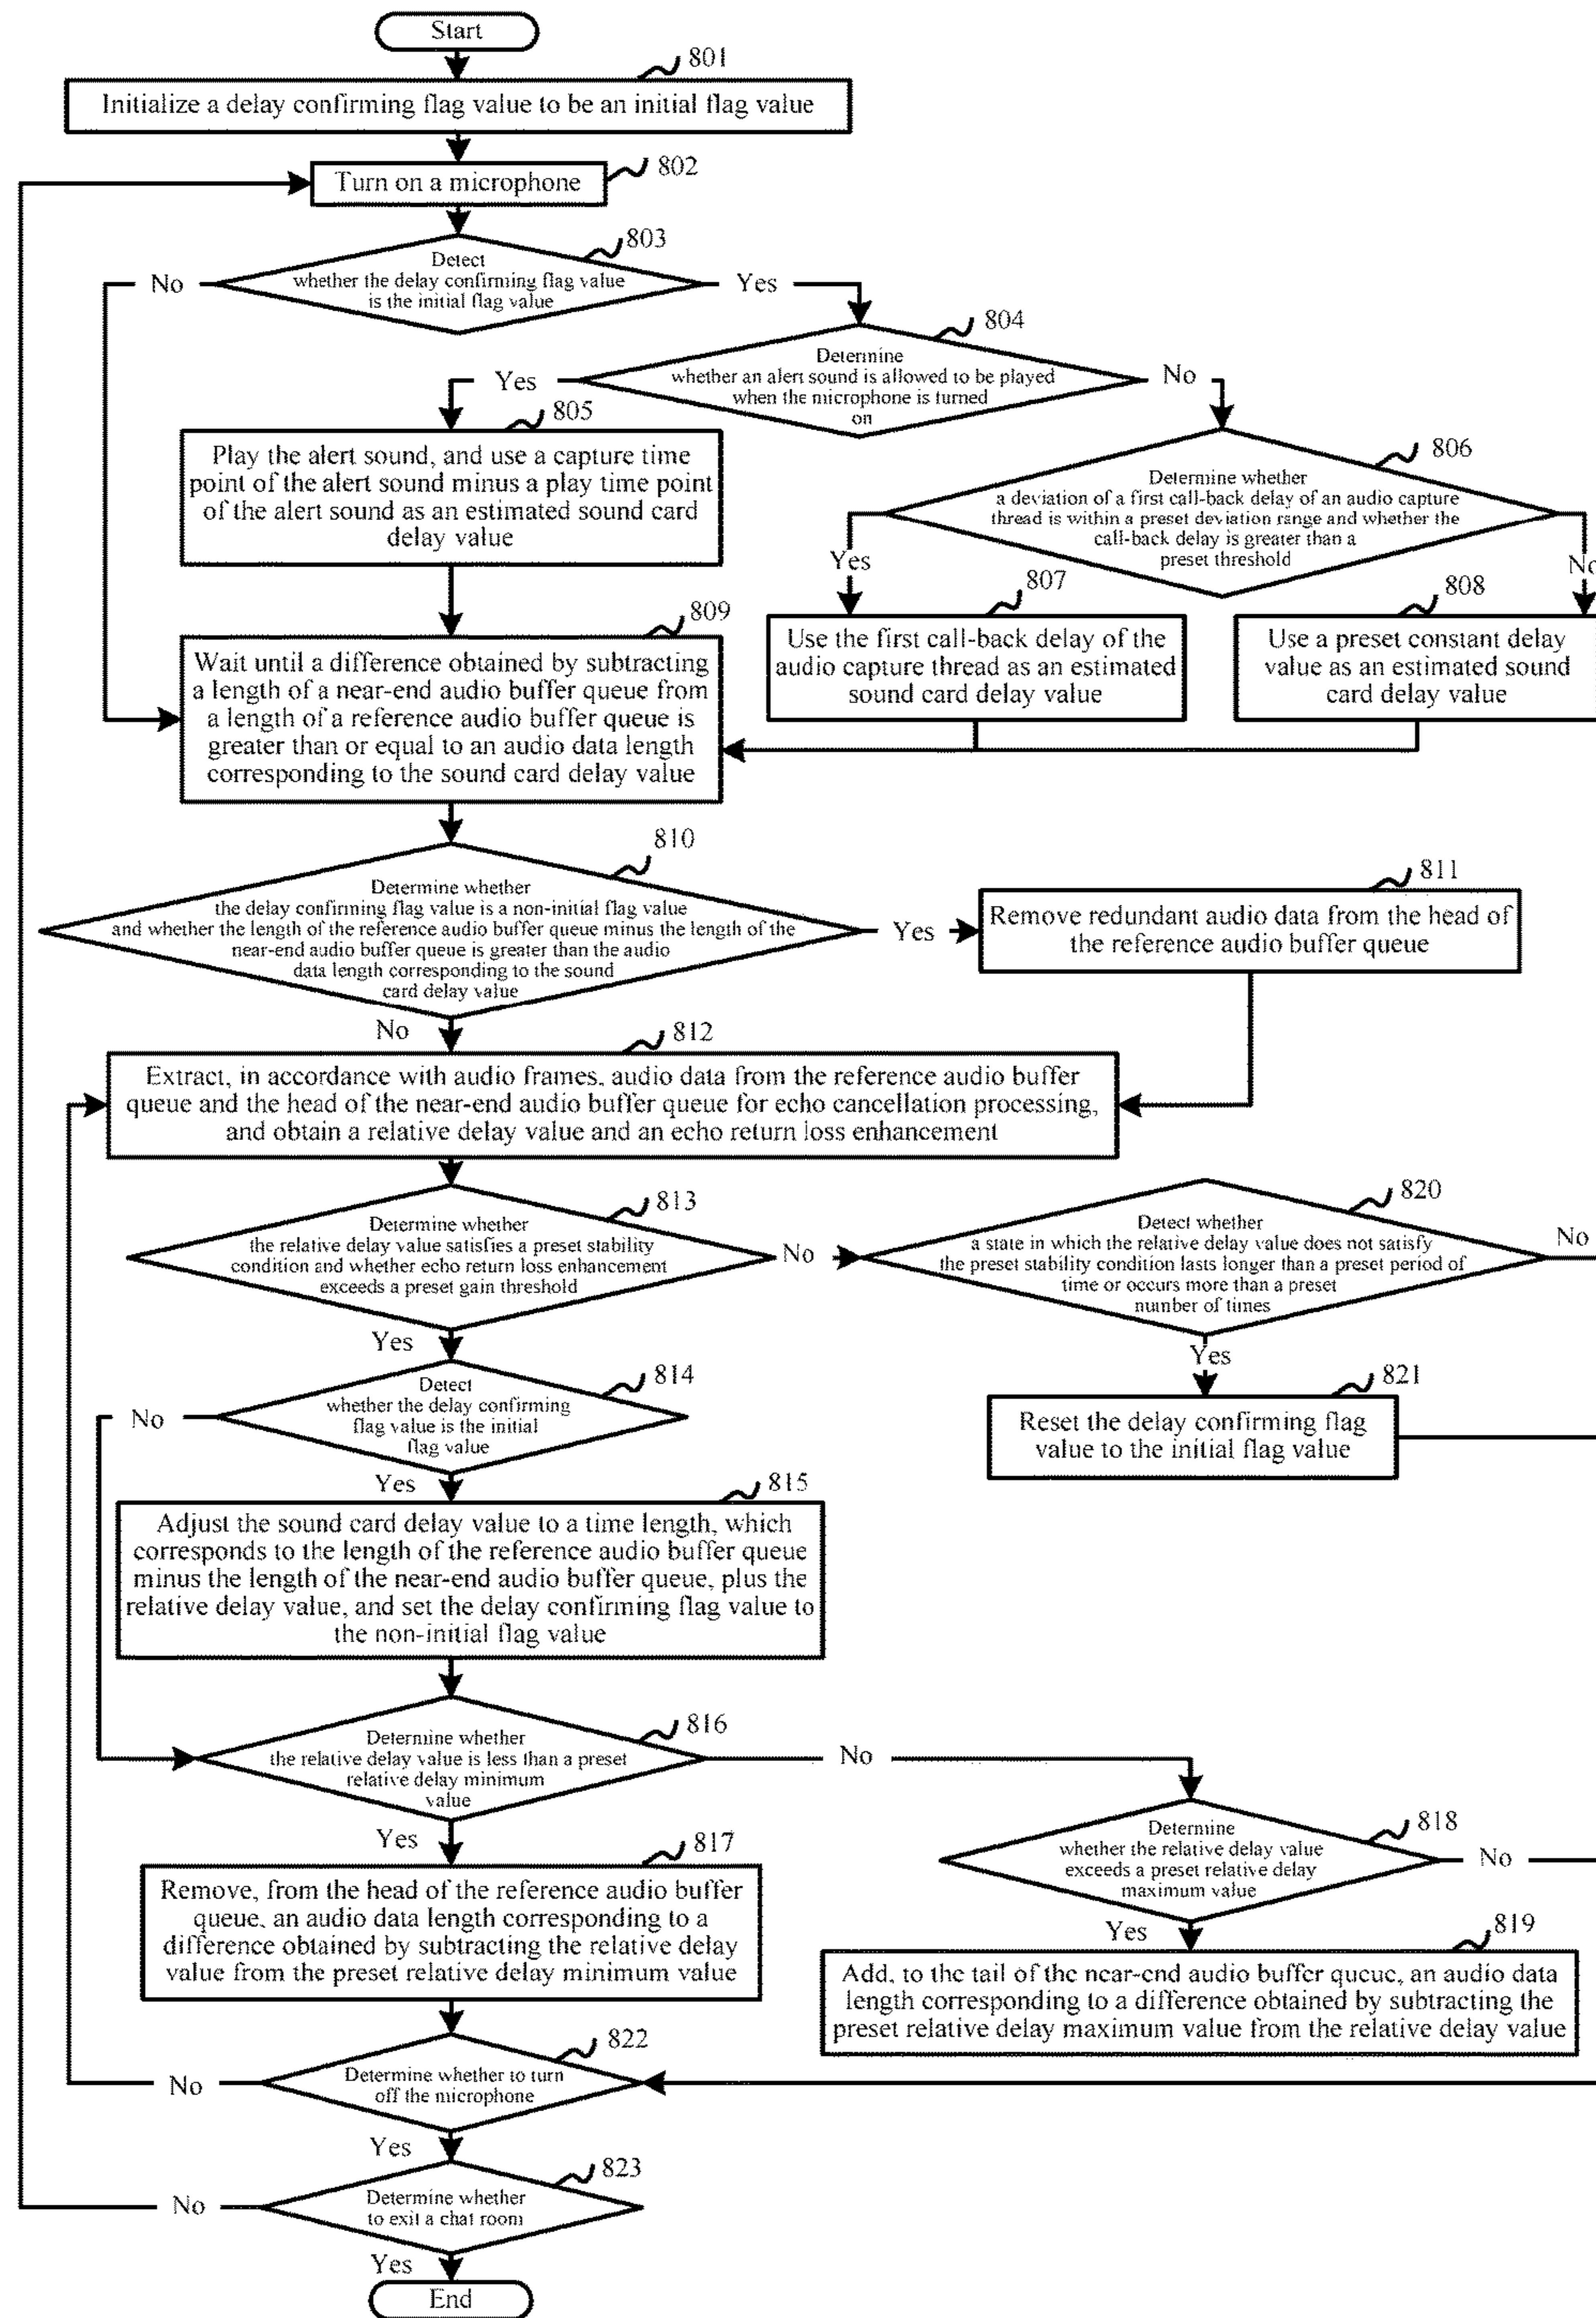 Start
801
Initialize a delay confirming flag value to be an initial flag value
802
Turn on a microphone
803
Detect
whether the delay confirming flag value
is the initial flag value
No
Yes
804
Determine
whether an alert sound is allowed to be played
when the microphone is turned
on
Yes
No
805
Play the alert sound, and use a capture time
point of the alert sound minus a play time point
of the alert sound as an estimated sound card
delay value
806
Determine whether
a deviation of a first call-back delay of an audio capture
thread is within a preset deviation range and whether the
call-back delay is greater than a
preset threshold
Yes
No
807
Use the first call-back delay of the
audio capture thread as an estimated
sound card delay value
808
Use a preset constant delay
value as an estimated sound
card delay value
809
Wait until a difference obtained by subtracting
a length of a near-end audio buffer queue from
a length of a reference audio buffer queue is
greater than or equal to an audio data length
corresponding to the sound card delay value
810
Determine whether
the delay confirming flag value is a non-initial flag value
and whether the length of the reference audio buffer queue minus the length of the
near-end audio buffer queue is greater than the audio
data length corresponding to the sound
card delay value
Yes
No
811
Remove redundant audio data from the head of
the reference audio buffer queue
812
Extract, in accordance with audio frames, audio data from the reference audio buffer
queue and the head of the near-end audio buffer queue for echo cancellation processing,
and obtain a relative delay value and an echo return loss enhancement
813
Determine whether
the relative delay value satisfies a preset stability
condition and whether echo return loss enhancement
exceeds a preset gain threshold
No
Yes
820
Detect whether
a state in which the relative delay value does not satisfy
the preset stability condition lasts longer than a preset period of
time or occurs more than a preset
number of times
No
Yes
821
Reset the delay confirming flag
value to the initial flag value
814
Detect
whether the delay confirming
flag value is the initial
flag value
No
Yes
815
Adjust the sound card delay value to a time length, which
corresponds to the length of the reference audio buffer queue
minus the length of the near-end audio buffer queue, plus the
relative delay value, and set the delay confirming flag value to
the non-initial flag value
816
Determine whether
the relative delay value is less than a preset
relative delay minimum
value
No
Yes
817
Remove, from the head of the reference audio buffer
queue, an audio data length corresponding to a
difference obtained by subtracting the relative delay
value from the preset relative delay minimum value
818
Determine
whether the relative delay value
exceeds a preset relative delay
maximum value
No
Yes
819
Add, to the tail of the near-end audio buffer queue, an audio data
length corresponding to a difference obtained by subtracting the
preset relative delay maximum value from the relative delay value
822
Determine whether to turn
off the microphone
No
Yes
823
Determine whether
to exit a chat room
No
Yes
End